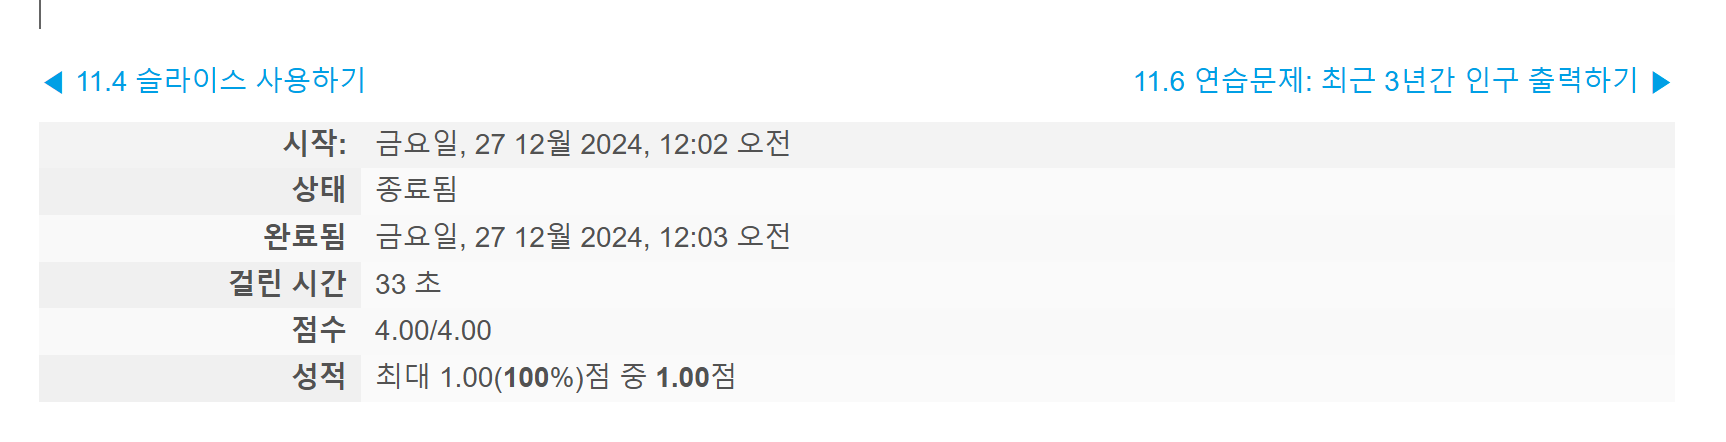 ◀ 11.4 슬라이스 사용하기
11.6 연습문제: 최근 3년간 인구 출력하기 ▶
시작: 금요일, 27 12월 2024, 12:02 오전
상태 종료됨
완료됨 금요일, 27 12월 2024, 12:03 오전
걸린 시간 33 초
점수 4.00/4.00
성적 최대 1.00(100%)점 중 1.00점